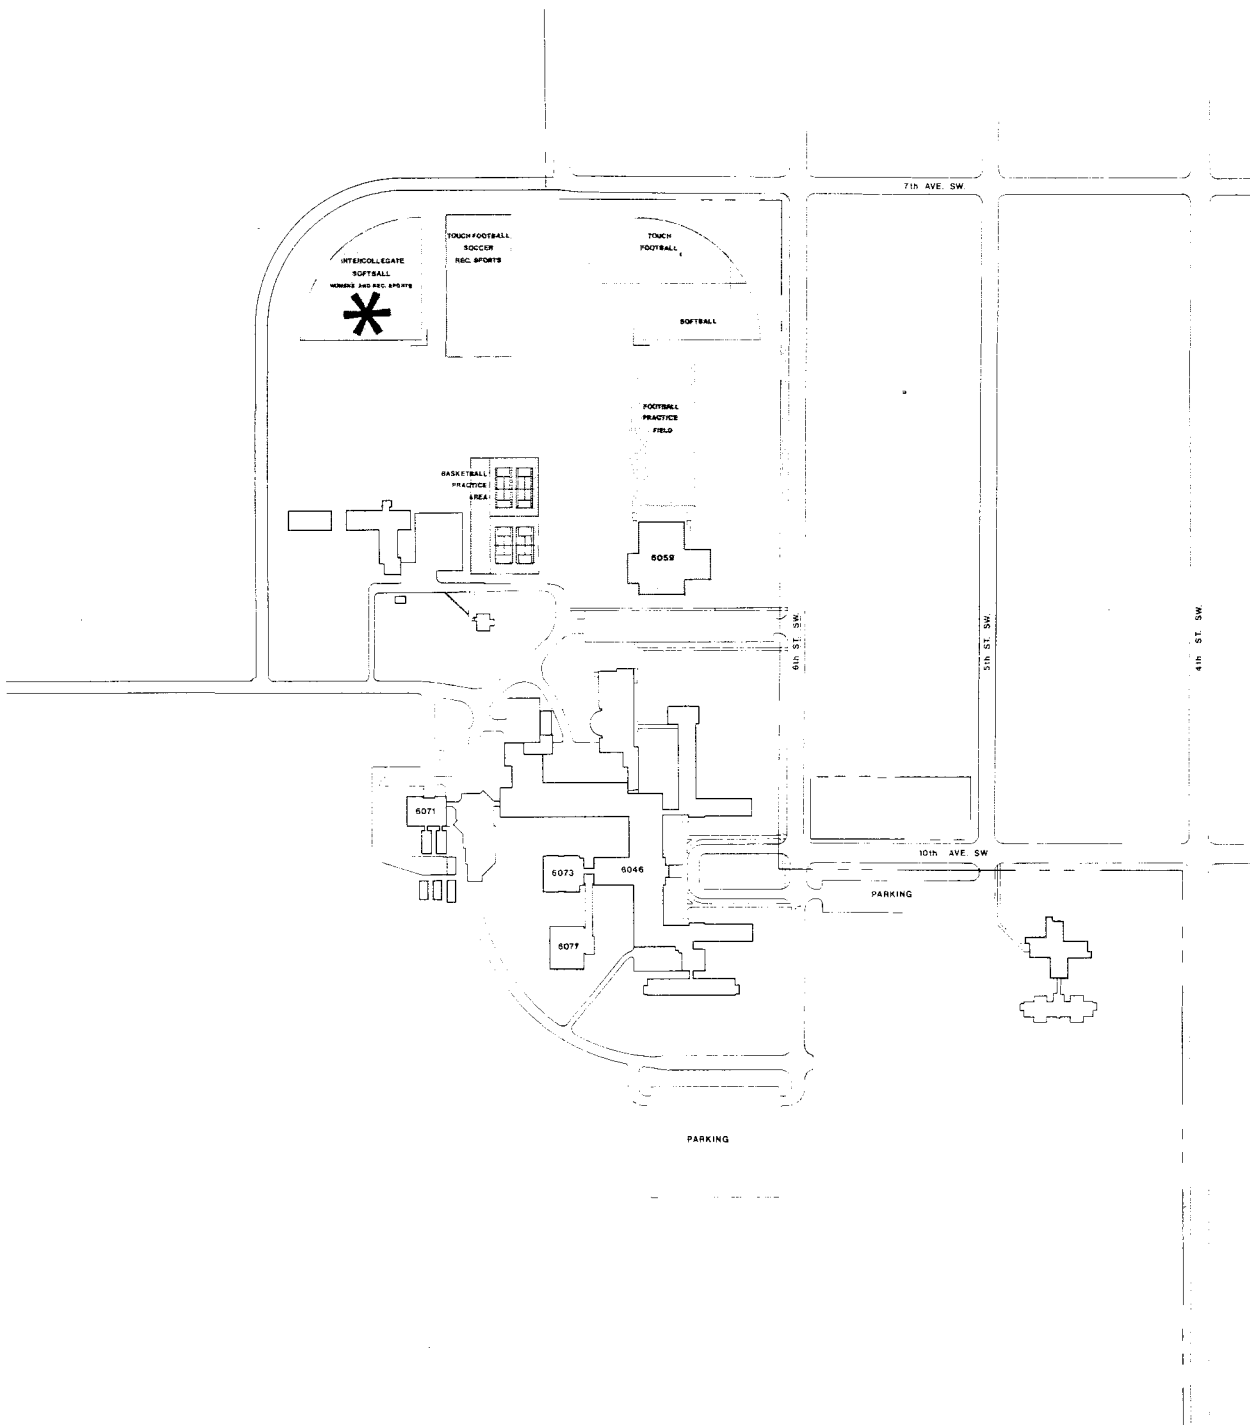 7th AVE. SW.
TOUCH FOOTBALL
SOCCER
REC. SPORTS
TOUCH
FOOTBALL
INTERCOLLEGATE
SOFTBALL
WOMENS AND REC. SPORTS
SOFTBALL
FOOTBALL
PRACTICE
FIELD
BASKETBALL
PRACTICE
AREA
6059
6th ST. SW.
5th ST. SW.
4th ST. SW.
6071
10th AVE. SW
6073
6046
PARKING
6077
PARKING